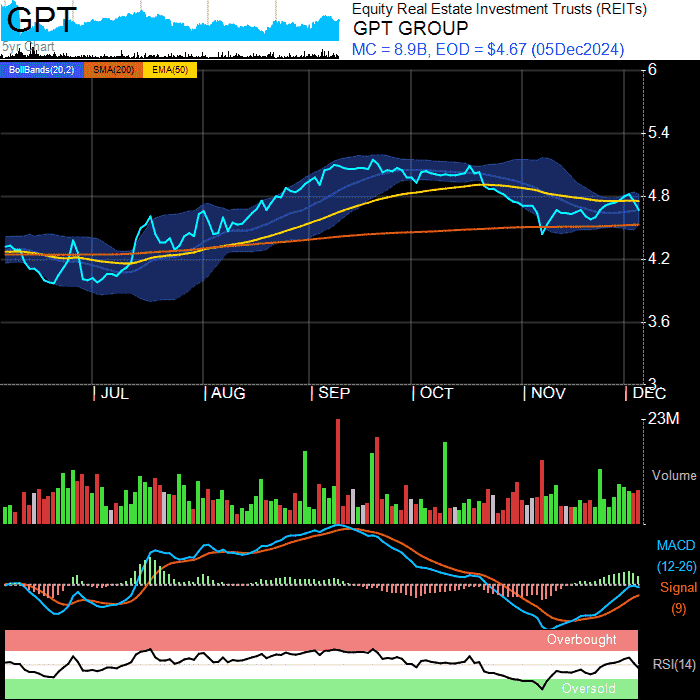 GPT
5yr Chart
Equity Real Estate Investment Trusts (REITs)
GPT GROUP
MC = 8.9B, EOD = $4.67 (05Dec2024)
BollBands(20,2) SMA(200) EMA(50)
6
5.4
4.8
4.2
3.6
3
JUL AUG SEP OCT NOV DEC
23M
Volume
MACD
(12-26)
Signal
(9)
Overbought
RSI(14)
Oversold